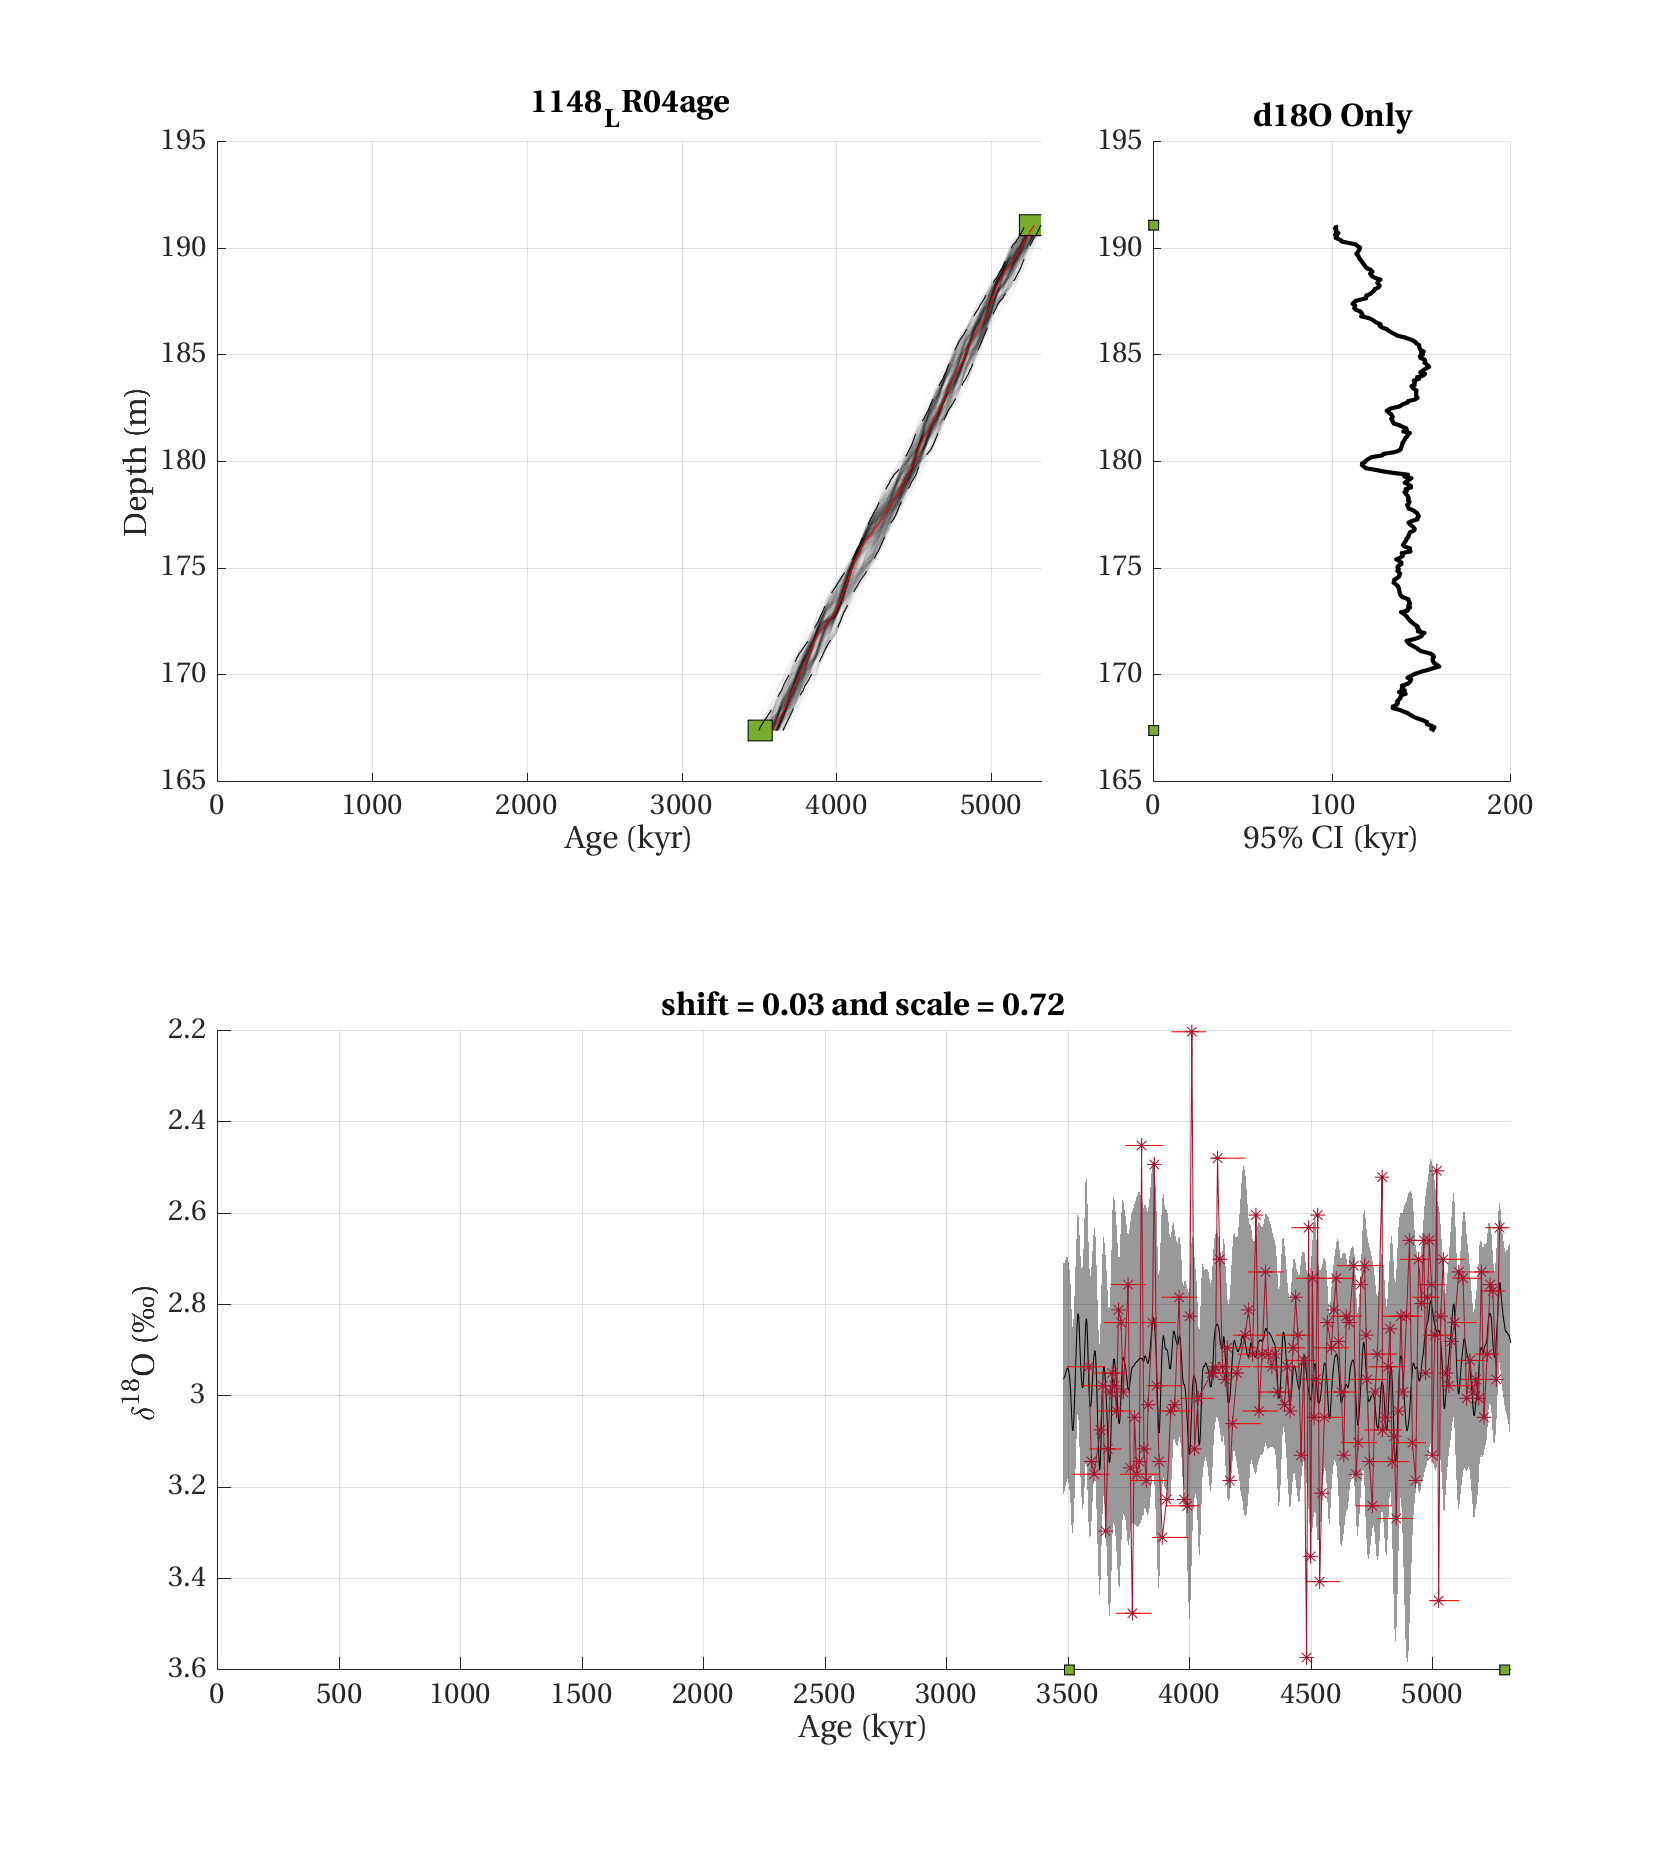 1148_LR04age
195
190
185
180
175
170
165
Depth (m)
0 1000 2000 3000 4000 5000
Age (kyr)
d18O Only
195
190
185
180
175
170
165
0 100 200
95% CI (kyr)
shift = 0.03 and scale = 0.72
2.2
2.4
2.6
2.8
3
3.2
3.4
3.6
δ¹⁸O (‰)
0 500 1000 1500 2000 2500 3000 3500 4000 4500 5000
Age (kyr)